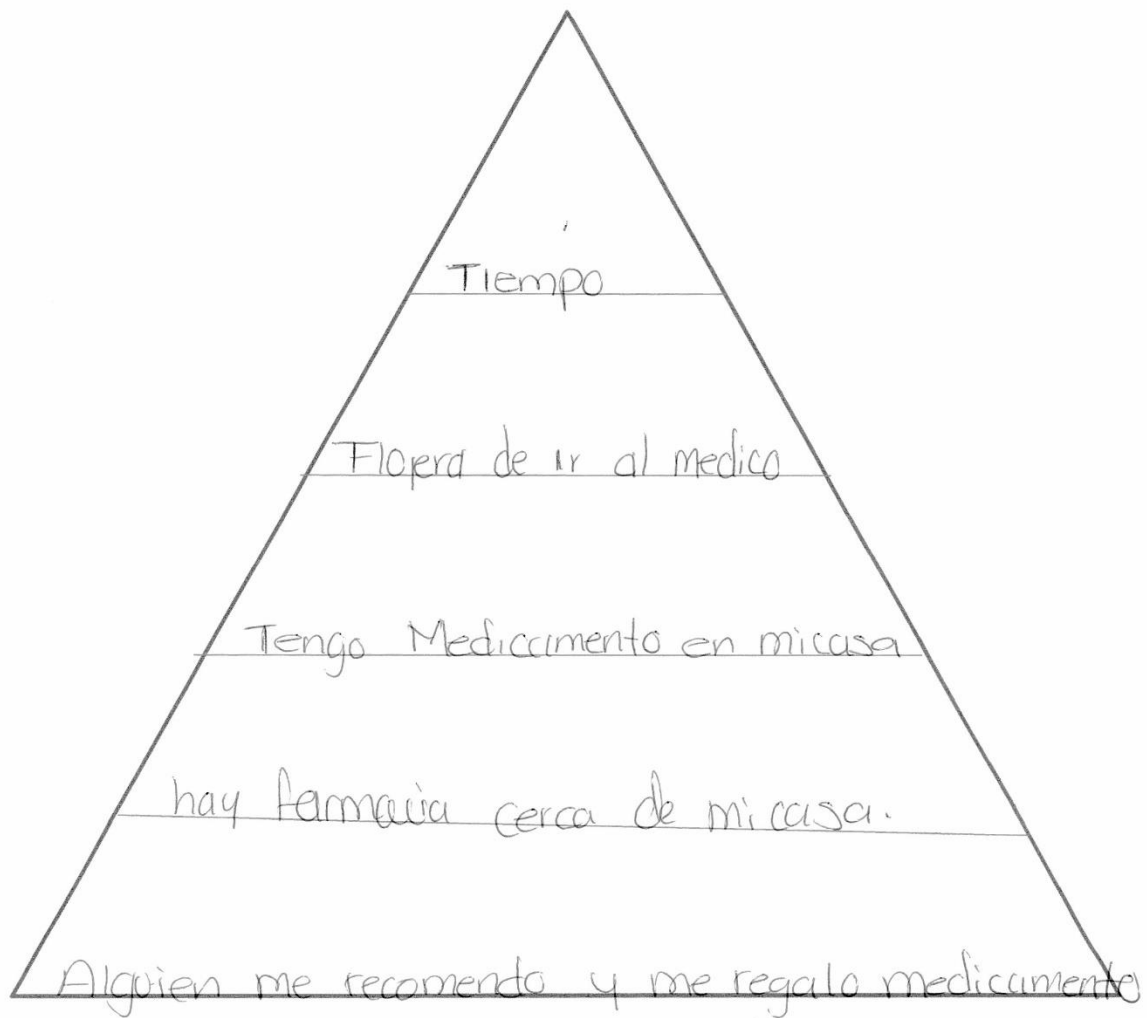 Tiempo
Flojera de ir al medico
Tengo Medicamento en mi casa
hay farmacia cerca de mi casa.
Alguien me recomendo y me regalo medicamento